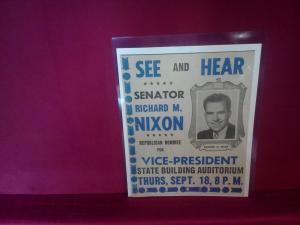 SEE AND HEAR
SENATOR
RICHARD M.
NIXON
REPUBLICAN NOMINEE
FOR
VICE-PRESIDENT
STATE BUILDING AUDITORIUM
THURS, SEPT. 18, 8 P. M.